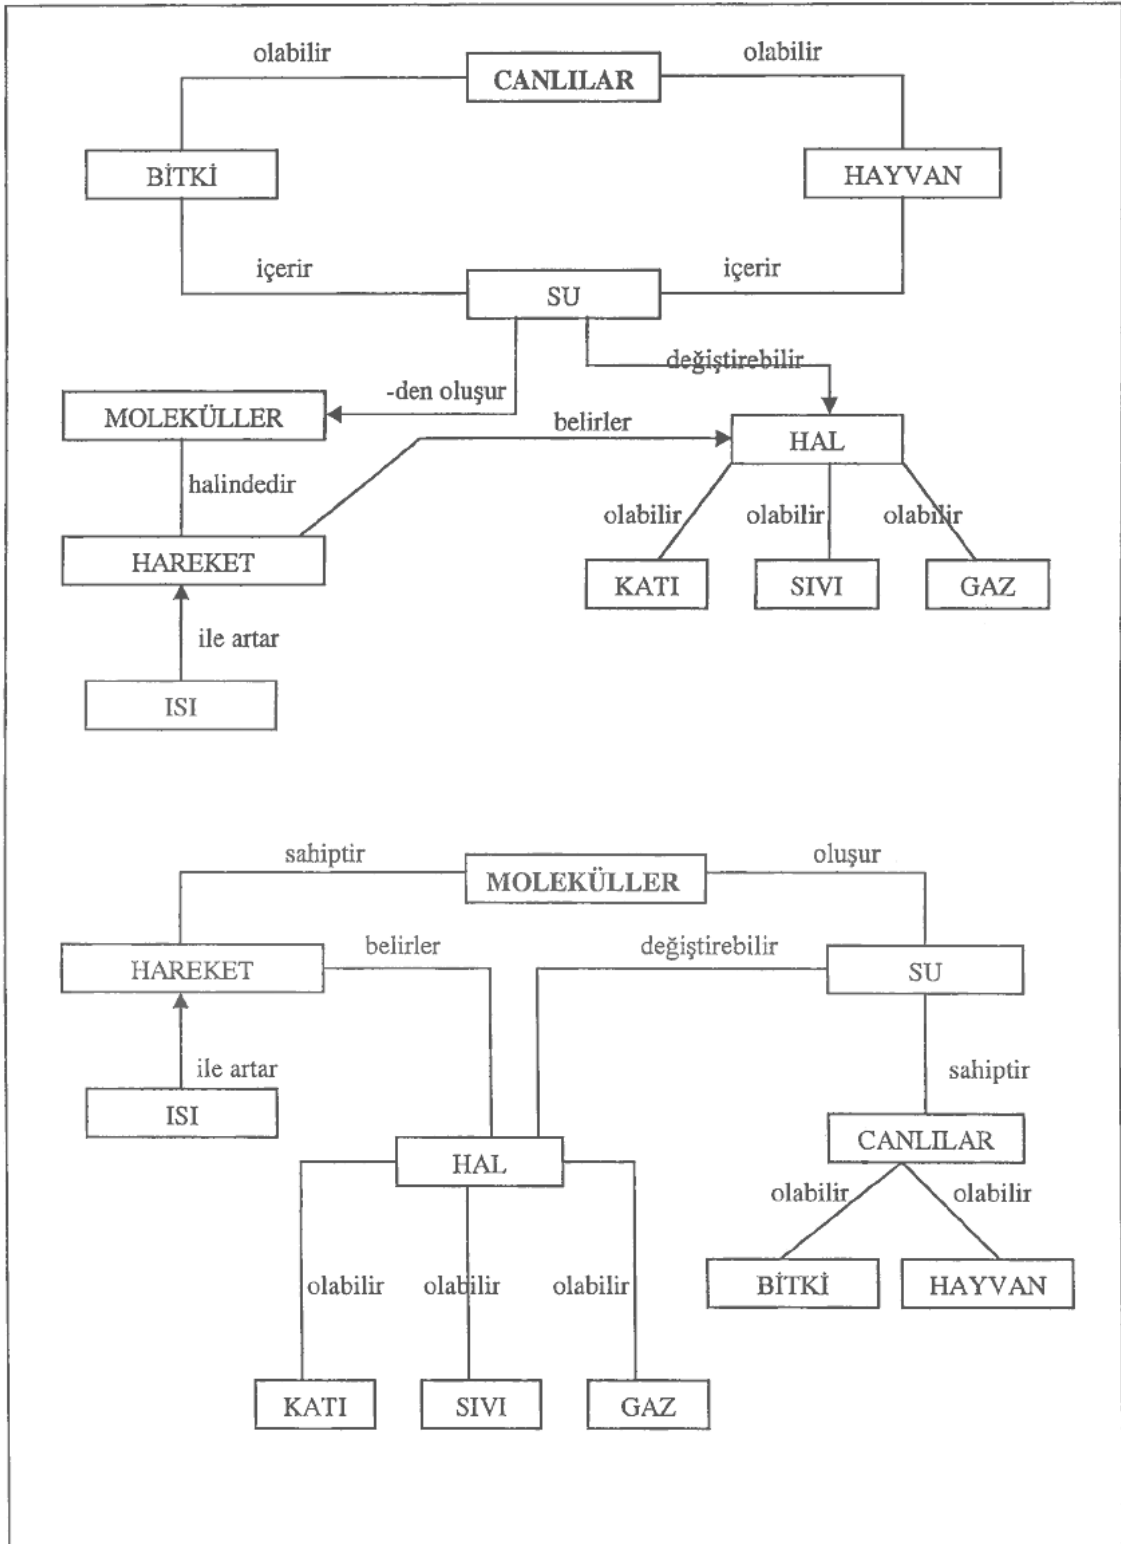 olabilir
olabilir
CANLILAR
BİTKİ
HAYVAN
içerir
içerir
SU
değiştirebilir
-den oluşur
MOLEKÜLLER
belirler
HAL
halindedir
olabilir
olabilir
olabilir
HAREKET
KATI
SIVI
GAZ
ile artar
ISI
sahiptir
oluşur
MOLEKÜLLER
belirler
değiştirebilir
HAREKET
SU
ile artar
sahiptir
ISI
CANLILAR
HAL
olabilir
olabilir
BİTKİ
HAYVAN
olabilir
olabilir
olabilir
KATI
SIVI
GAZ